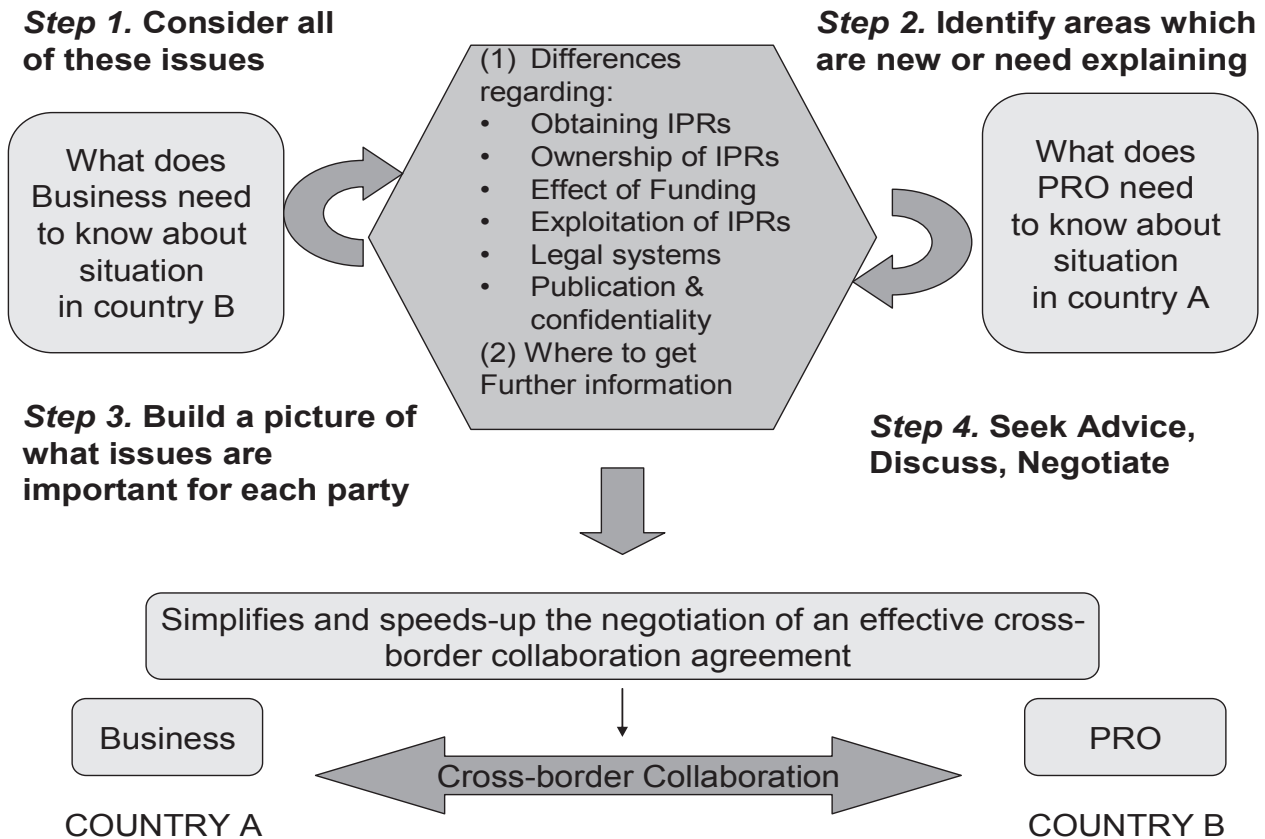 Step 1. Consider all
of these issues
Step 2. Identify areas which
are new or need explaining
What does
Business need
to know about
situation
in country B
(1) Differences
regarding:
• Obtaining IPRs
• Ownership of IPRs
• Effect of Funding
• Exploitation of IPRs
• Legal systems
• Publication &
confidentiality
(2) Where to get
Further information
What does
PRO need
to know about
situation
in country A
Step 3. Build a picture of
what issues are
important for each party
Step 4. Seek Advice,
Discuss, Negotiate
Simplifies and speeds-up the negotiation of an effective cross-
border collaboration agreement
Business
PRO
Cross-border Collaboration
COUNTRY A
COUNTRY B